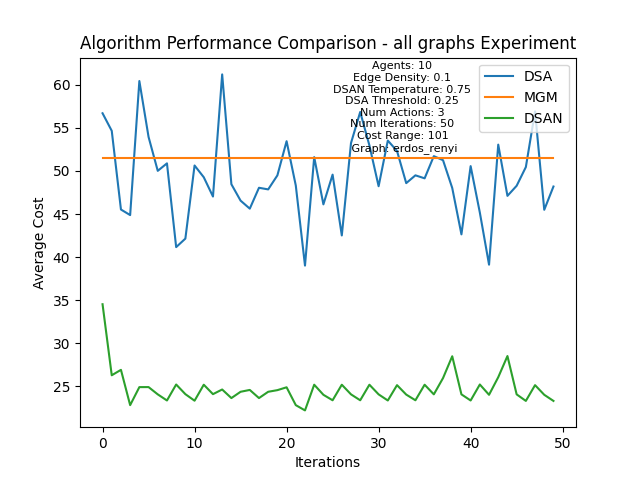 Algorithm Performance Comparison - all graphs Experiment
Agents: 10
Edge Density: 0.1
DSAN Temperature: 0.75
DSA Threshold: 0.25
Num Actions: 3
Num Iterations: 50
Cost Range: 101
Graph: erdos_renyi
DSA
MGM
DSAN
60
55
50
45
40
35
30
25
Average Cost
0 10 20 30 40 50
Iterations